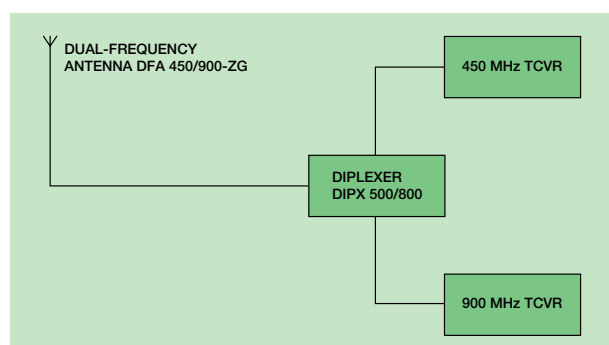 DUAL-FREQUENCY
ANTENNA DFA 450/900-ZG
450 MHz TCVR
DIPLEXER
DIPX 500/800
900 MHz TCVR